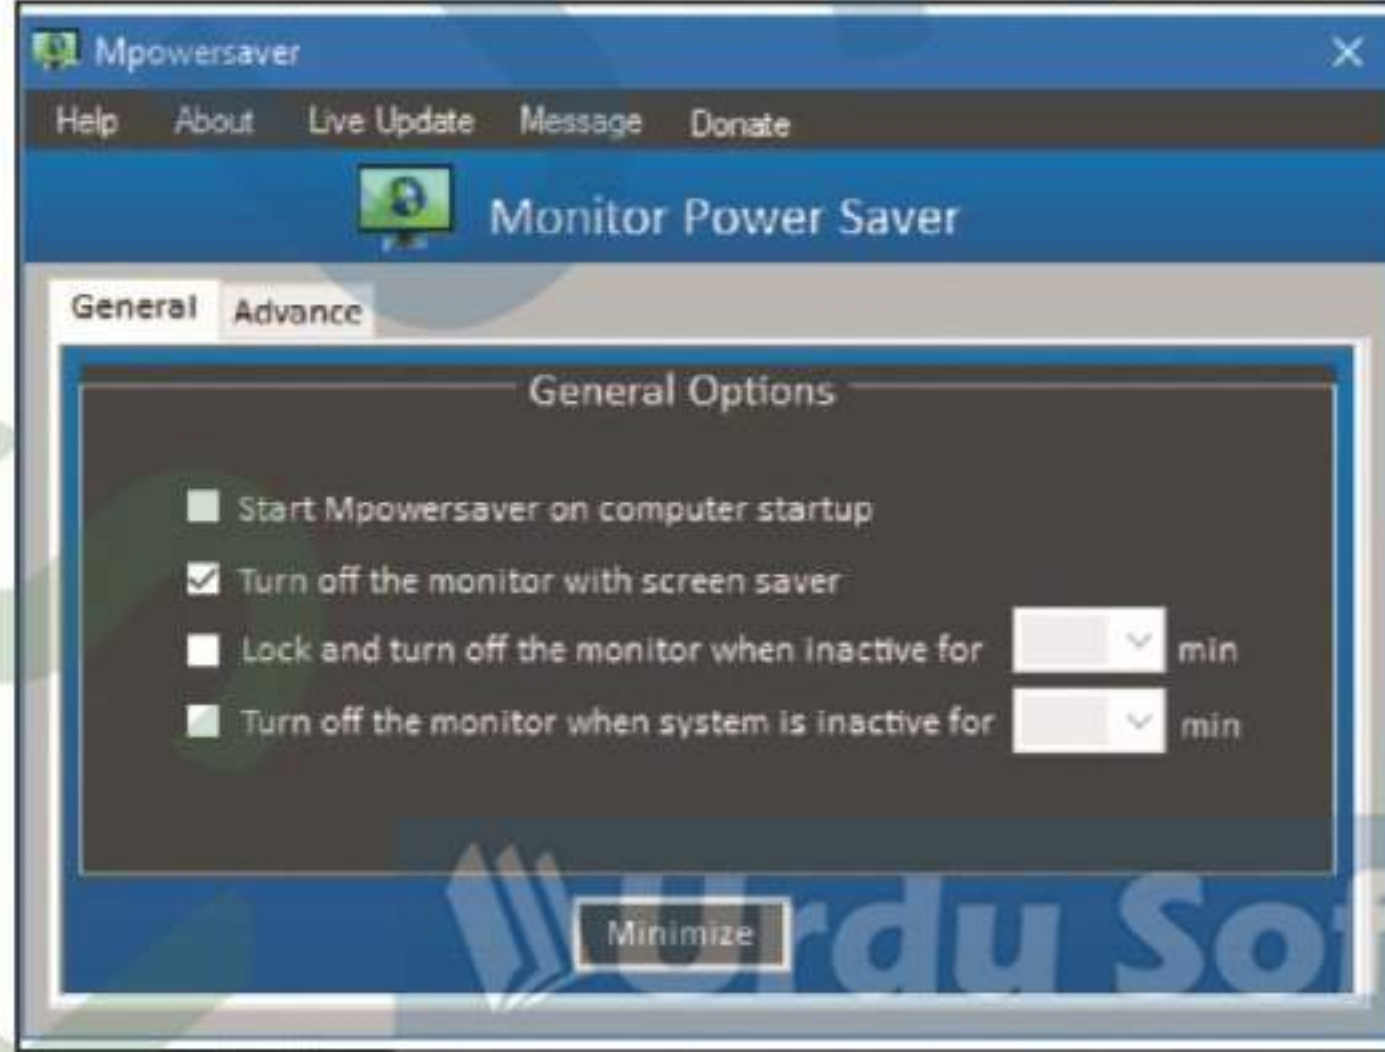 Mpowersaver
Help About Live Update Message Donate
Monitor Power Saver
General Advance
General Options
Start Mpowersaver on computer startup
Turn off the monitor with screen saver
Lock and turn off the monitor when inactive for min
Turn off the monitor when system is inactive for min
Minimize
Urdu Sof